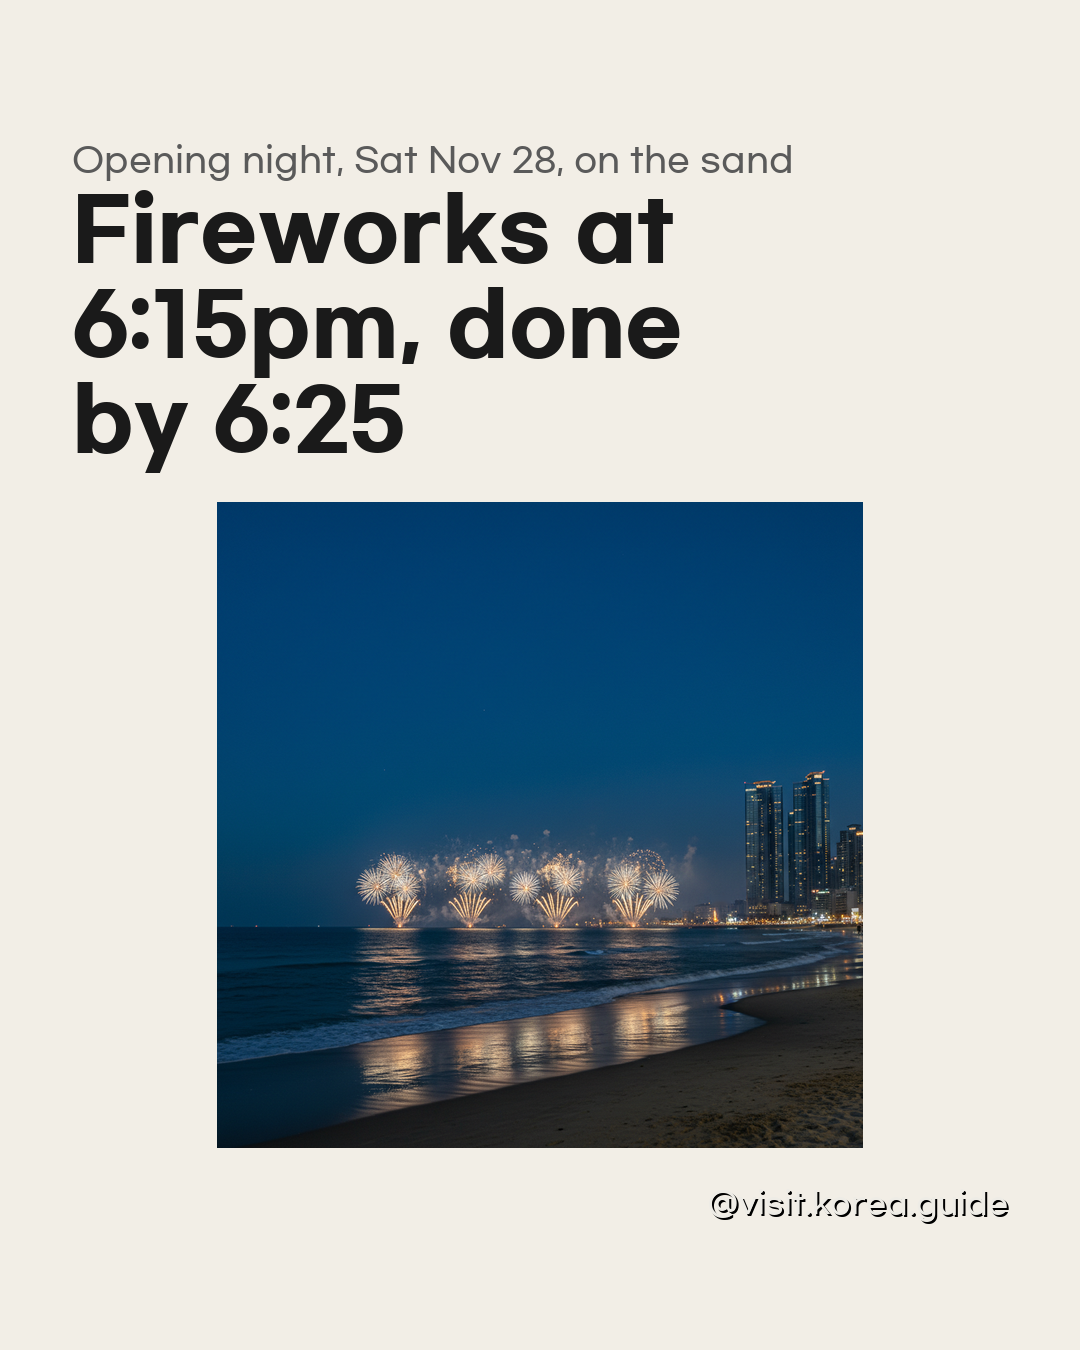 Opening night, Sat Nov 28, on the sand
Fireworks at
6:15pm, done
by 6:25
@visit.korea.guide